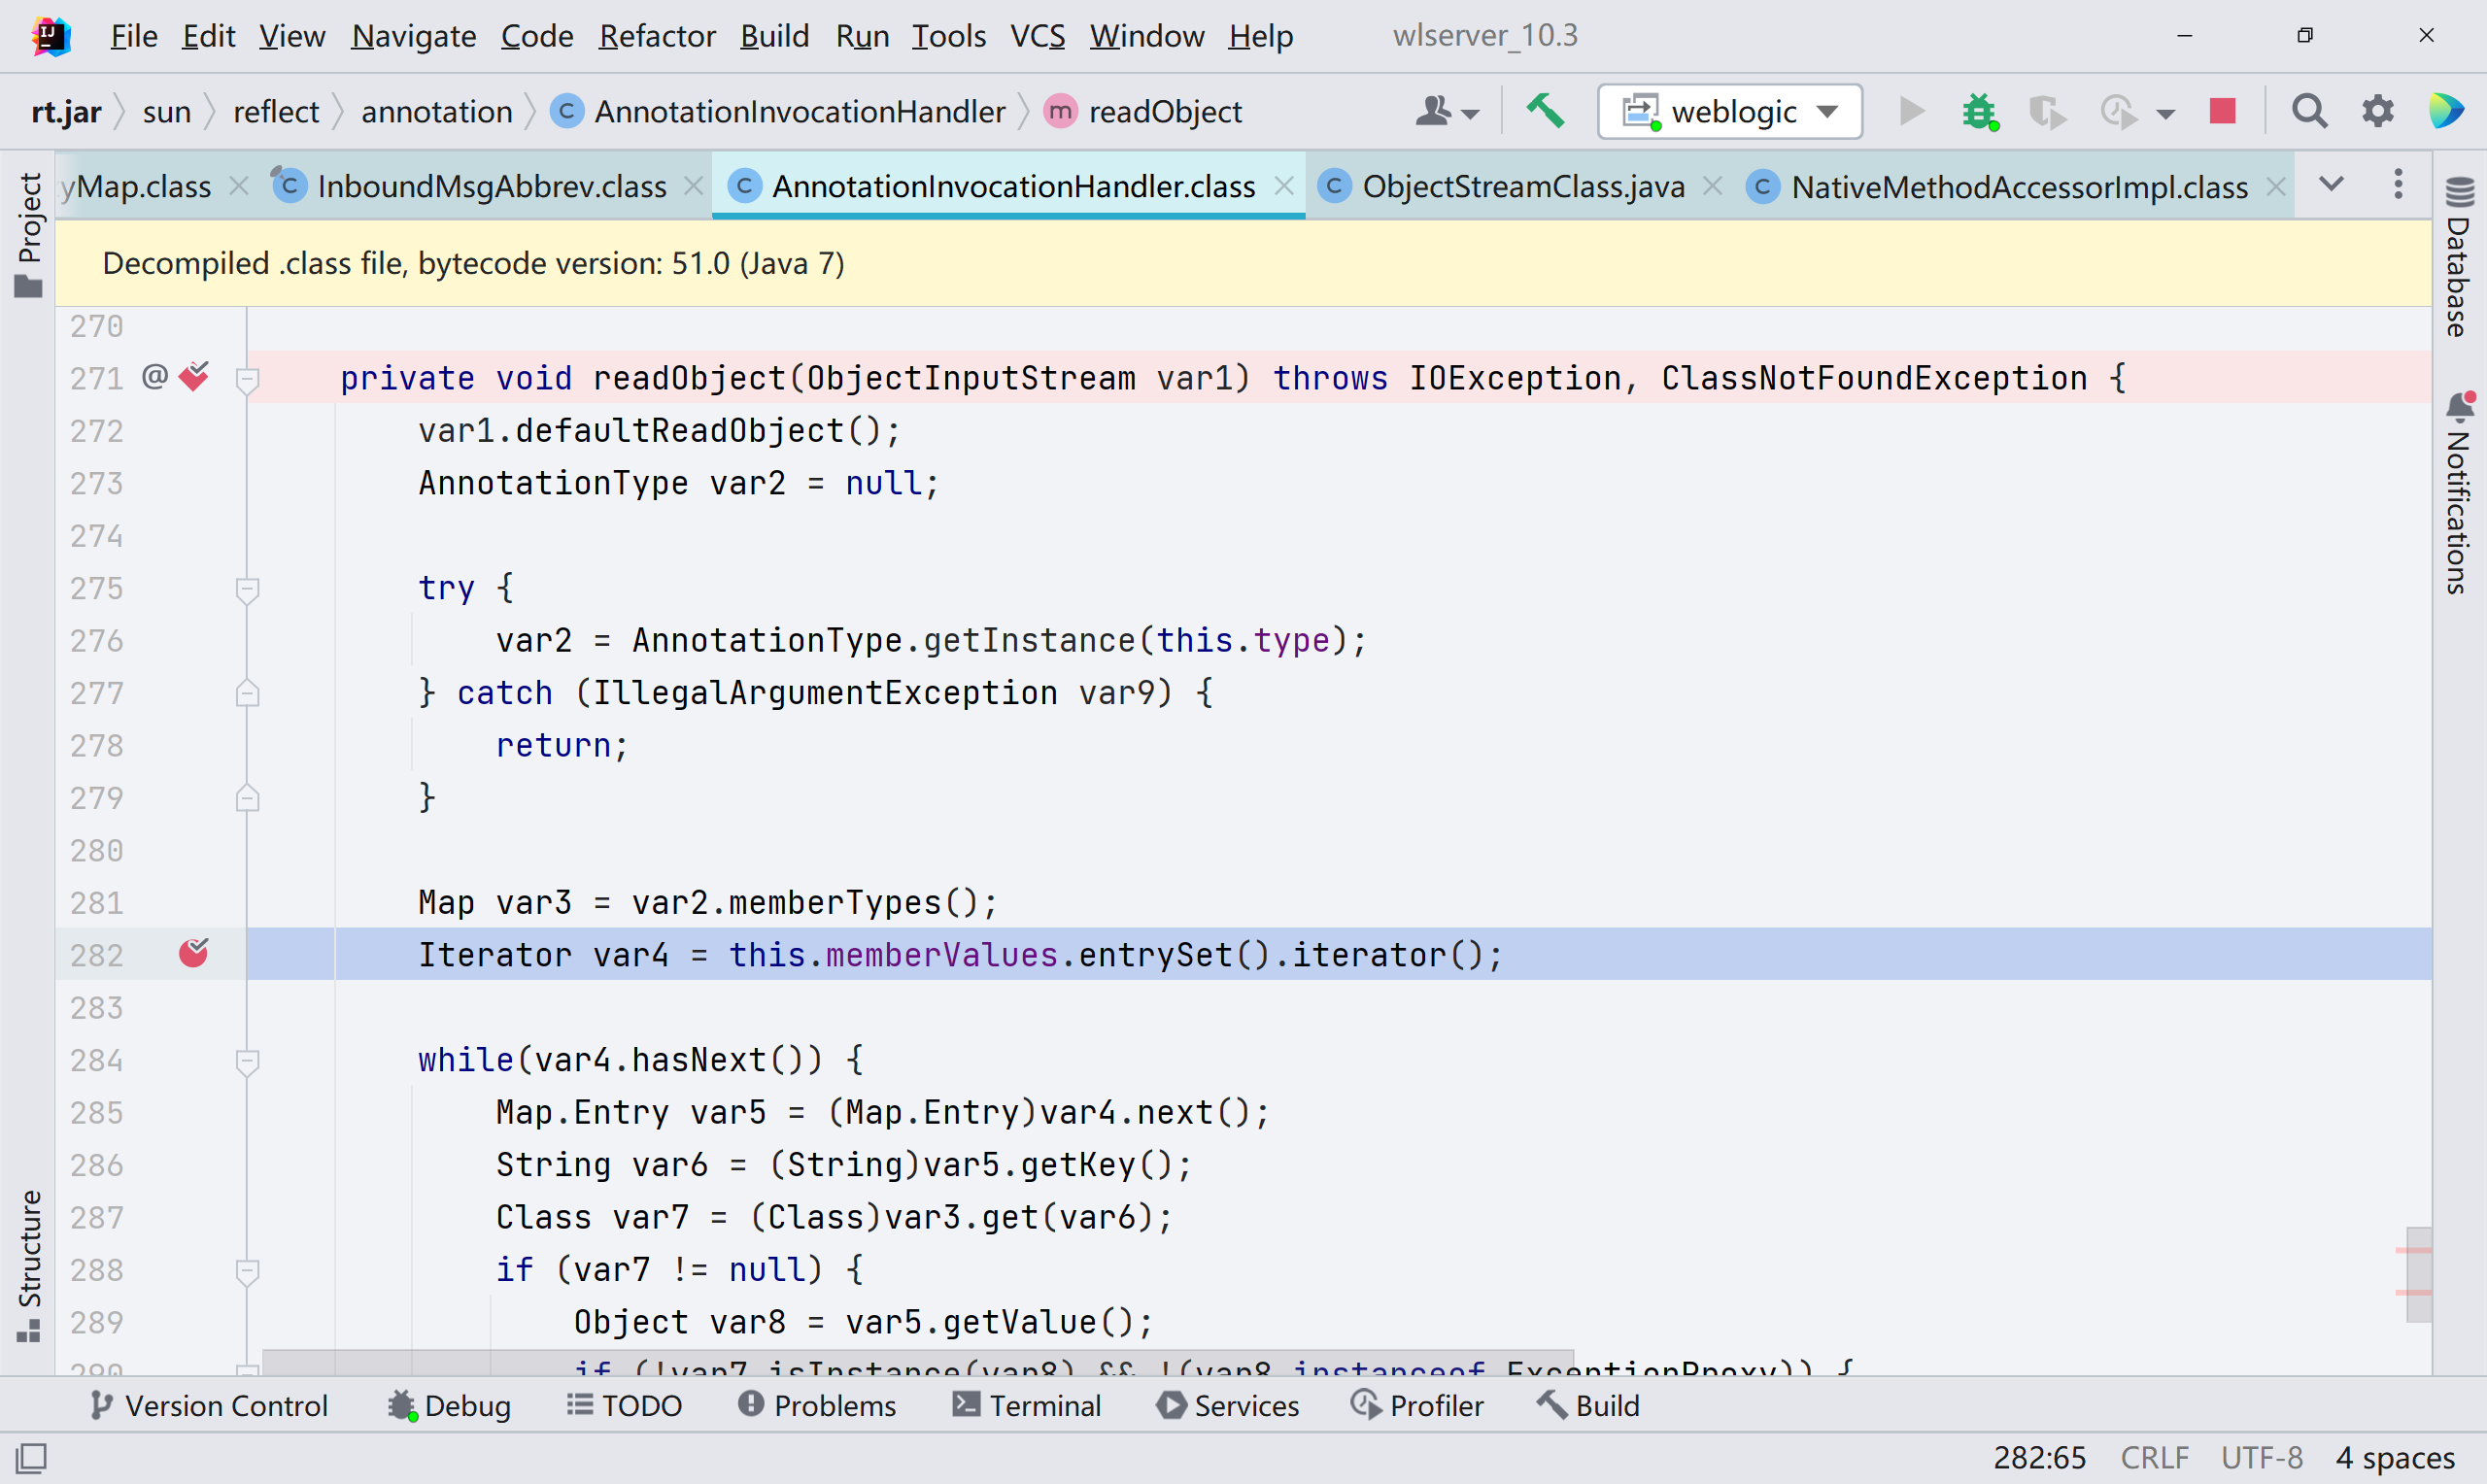 File Edit View Navigate Code Refactor Build Run Tools VCS Window Help wlserver_10.3
rt.jar sun reflect annotation AnnotationInvocationHandler readObject weblogic
yMap.class InboundMsgAbbrev.class AnnotationInvocationHandler.class ObjectStreamClass.java NativeMethodAccessorImpl.class
Project
Structure
Database
Notifications
Decompiled .class file, bytecode version: 51.0 (Java 7)
270
271 @ private void readObject(ObjectInputStream var1) throws IOException, ClassNotFoundException {
272 var1.defaultReadObject();
273 AnnotationType var2 = null;
274
275 try {
276 var2 = AnnotationType.getInstance(this.type);
277 } catch (IllegalArgumentException var9) {
278 return;
279 }
280
281 Map var3 = var2.memberTypes();
282 Iterator var4 = this.memberValues.entrySet().iterator();
283
284 while(var4.hasNext()) {
285 Map.Entry var5 = (Map.Entry)var4.next();
286 String var6 = (String)var5.getKey();
287 Class var7 = (Class)var3.get(var6);
288 if (var7 != null) {
289 Object var8 = var5.getValue();
290 if (!var7.isInstance(var8) && !(var8 instanceof ExceptionProxy)) {
Version Control Debug TODO Problems Terminal Services Profiler Build
282:65 CRLF UTF-8 4 spaces